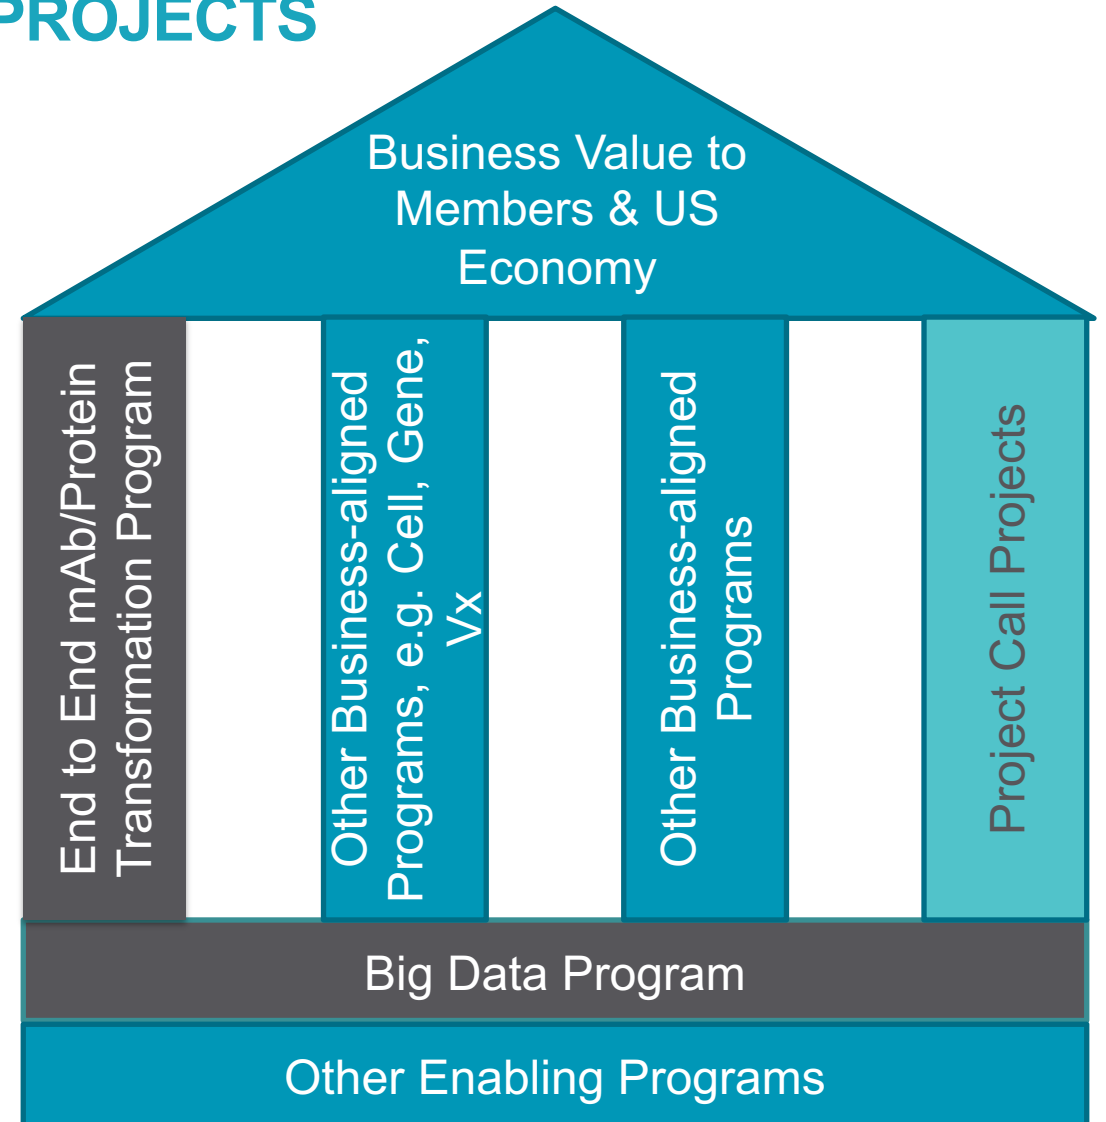 PROJECTS
Business Value to
Members & US
Economy
End to End mAb/Protein
Transformation Program
Other Business-aligned
Programs, e.g. Cell, Gene,
Vx
Other Business-aligned
Programs
Project Call Projects
Big Data Program
Other Enabling Programs